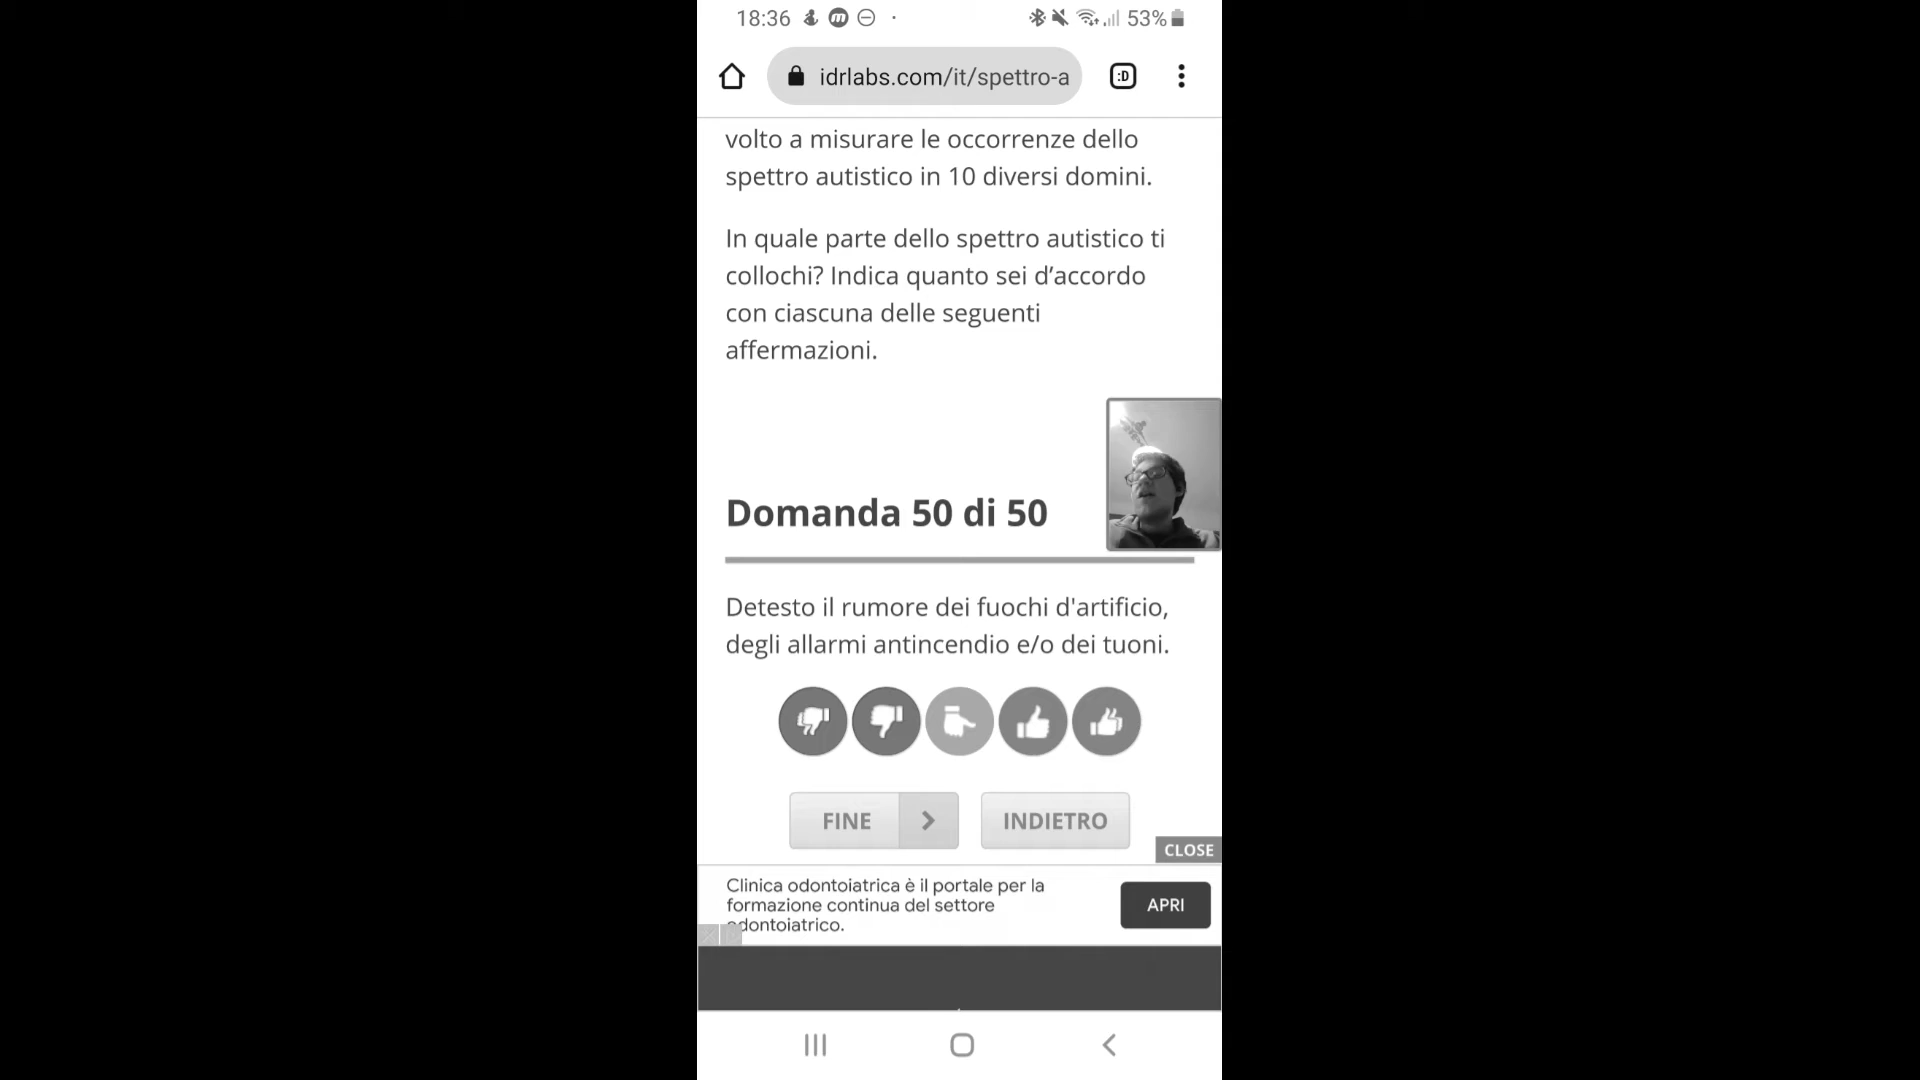 18:36
53%
idrlabs.com/it/spettro-a
:D
volto a misurare le occorrenze dello
spettro autistico in 10 diversi domini.
In quale parte dello spettro autistico ti
collochi? Indica quanto sei d’accordo
con ciascuna delle seguenti
affermazioni.
Domanda 50 di 50
Detesto il rumore dei fuochi d'artificio,
degli allarmi antincendio e/o dei tuoni.
FINE
INDIETRO
CLOSE
Clinica odontoiatrica è il portale per la
formazione continua del settore
odontoiatrico.
APRI